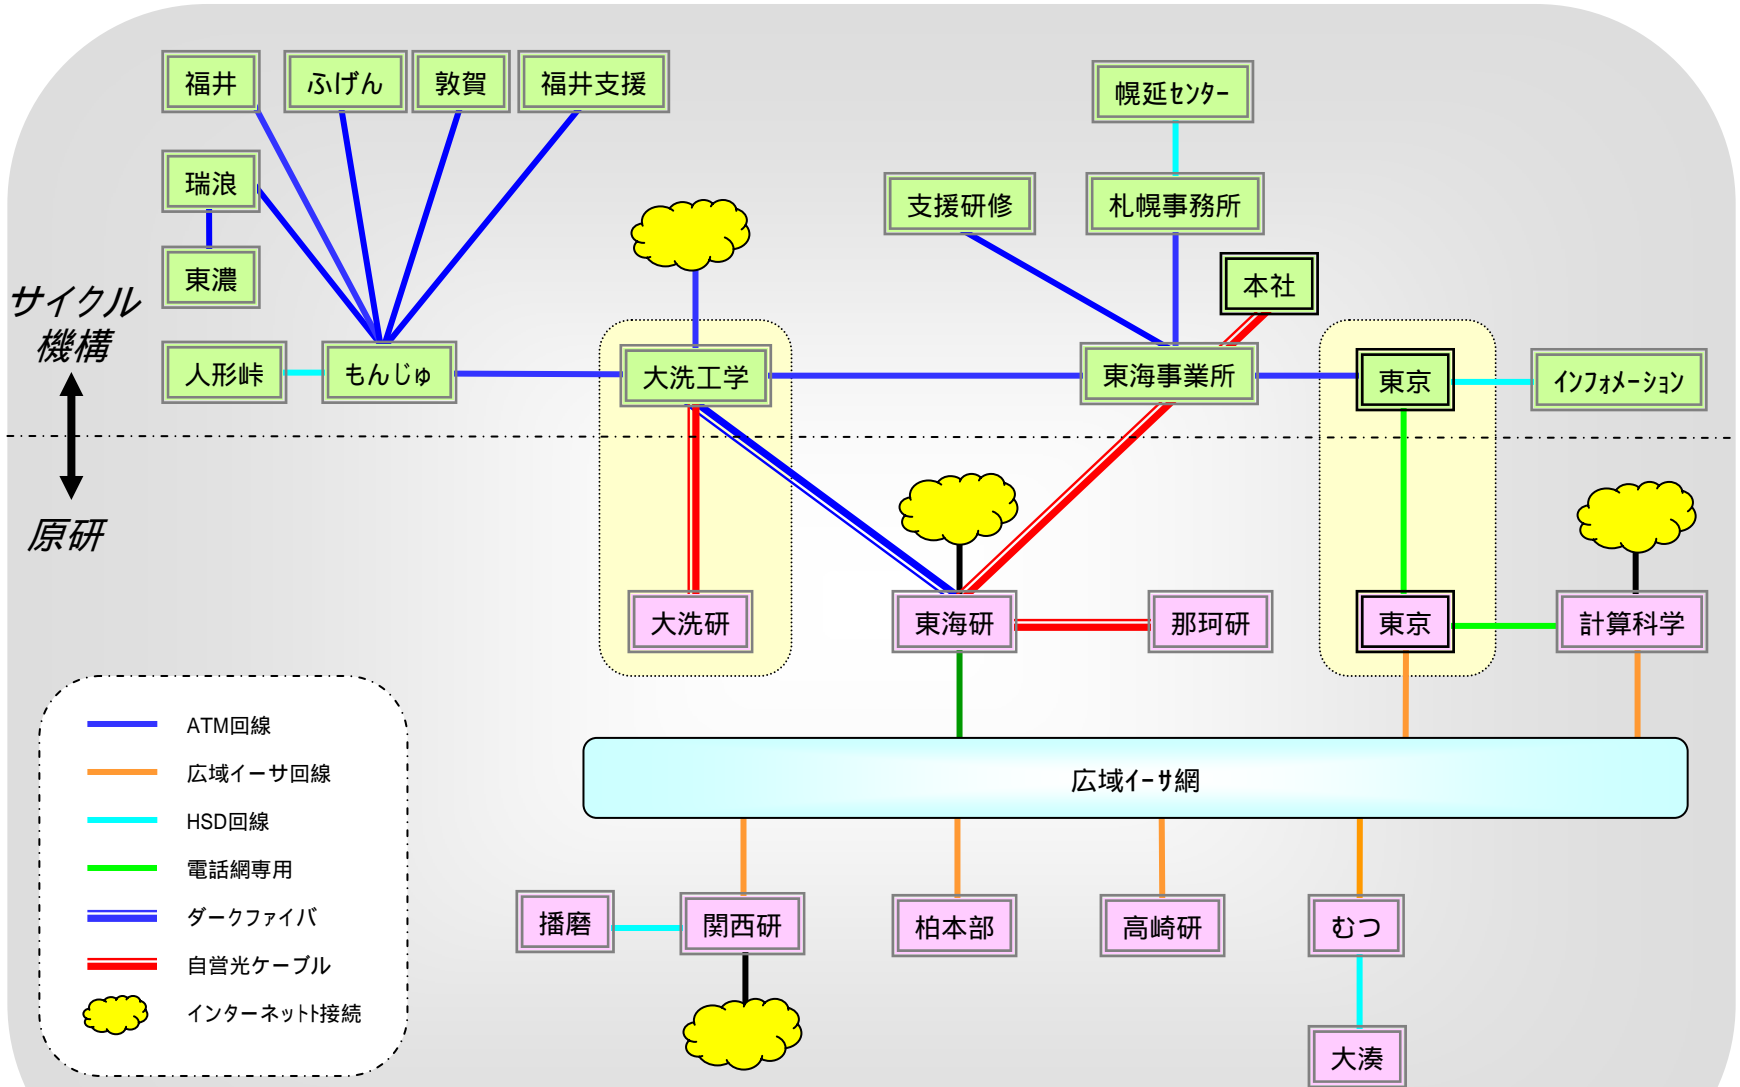 福井
ふげん
敦賀
福井支援
幌延センター
瑞浪
支援研修
札幌事務所
東濃
本社
サイクル
機構
人形峠
もんじゅ
大洗工学
東海事業所
東京
インフォメーション
原研
大洗研
東海研
那珂研
東京
計算科学
ATM回線
広域イーサ回線
HSD回線
電話網専用
ダークファイバ
自営光ケーブル
インターネット接続
広域イーサ網
播磨
関西研
柏本部
高崎研
むつ
大湊